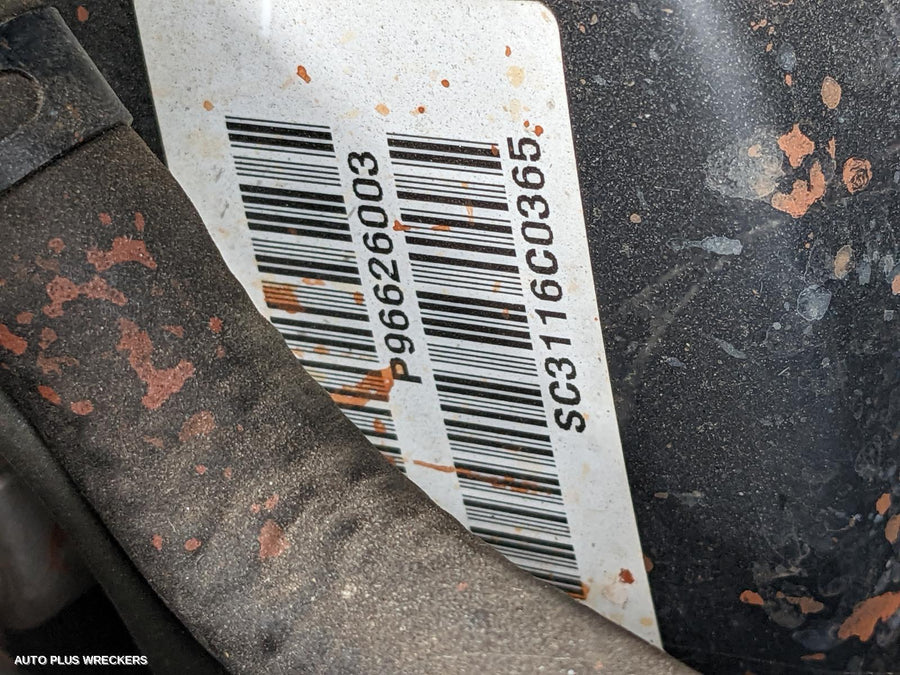 P96626003
SC3116C0365
AUTO PLUS WRECKERS